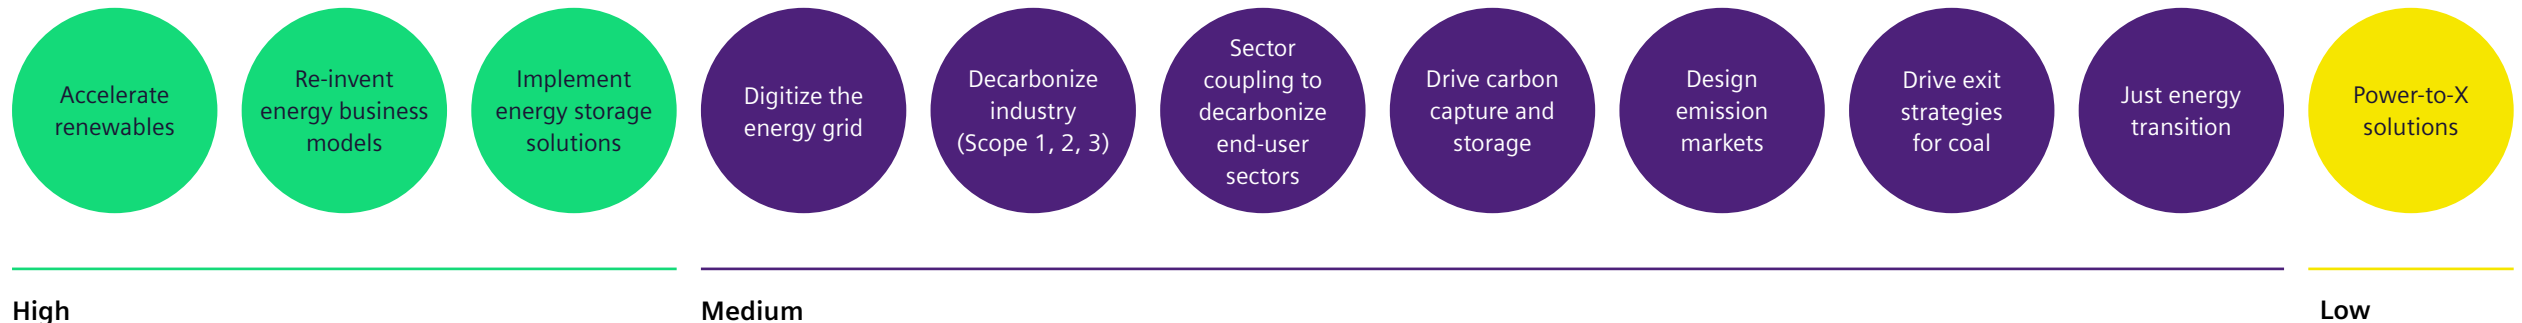 Accelerate
renewables
Re-invent
energy business
models
Implement
energy storage
solutions
Digitize the
energy grid
Decarbonize
industry
(Scope 1, 2, 3)
Sector
coupling to
decarbonize
end-user
sectors
Drive carbon
capture and
storage
Design
emission
markets
Drive exit
strategies
for coal
Just energy
transition
Power-to-X
solutions
High
Medium
Low